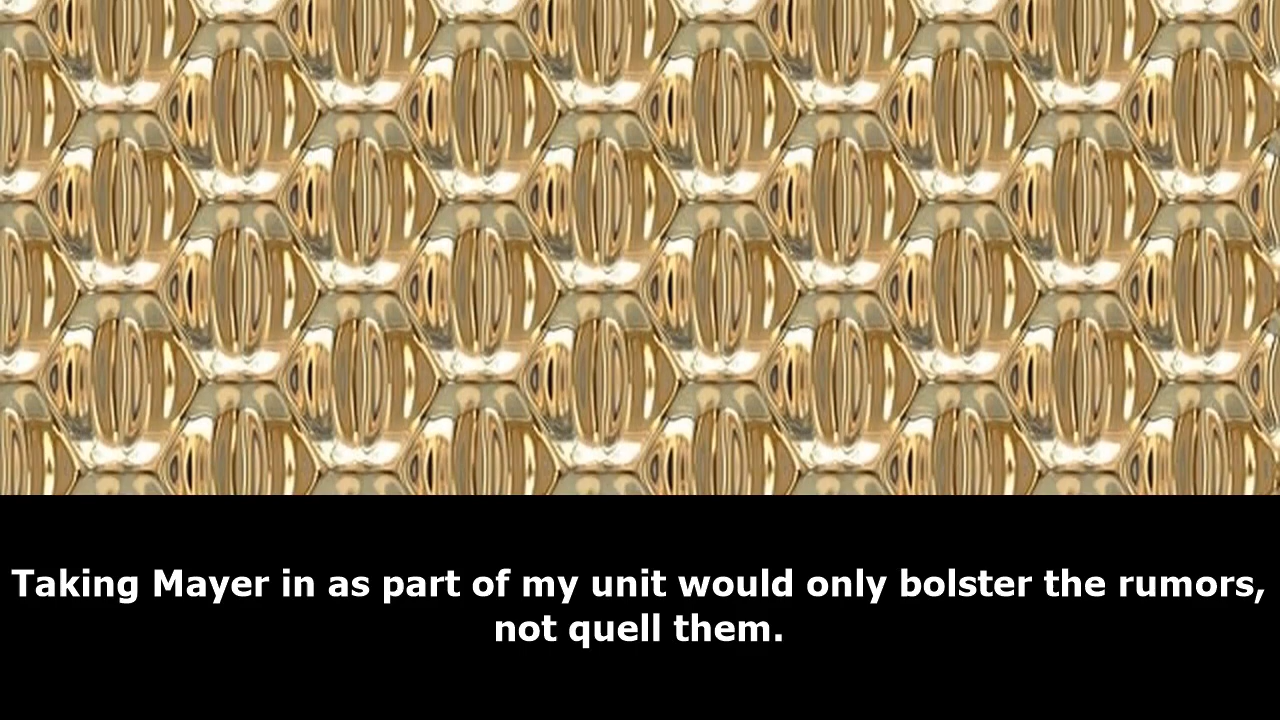 Taking Mayer in as part of my unit would only bolster the rumors,
not quell them.